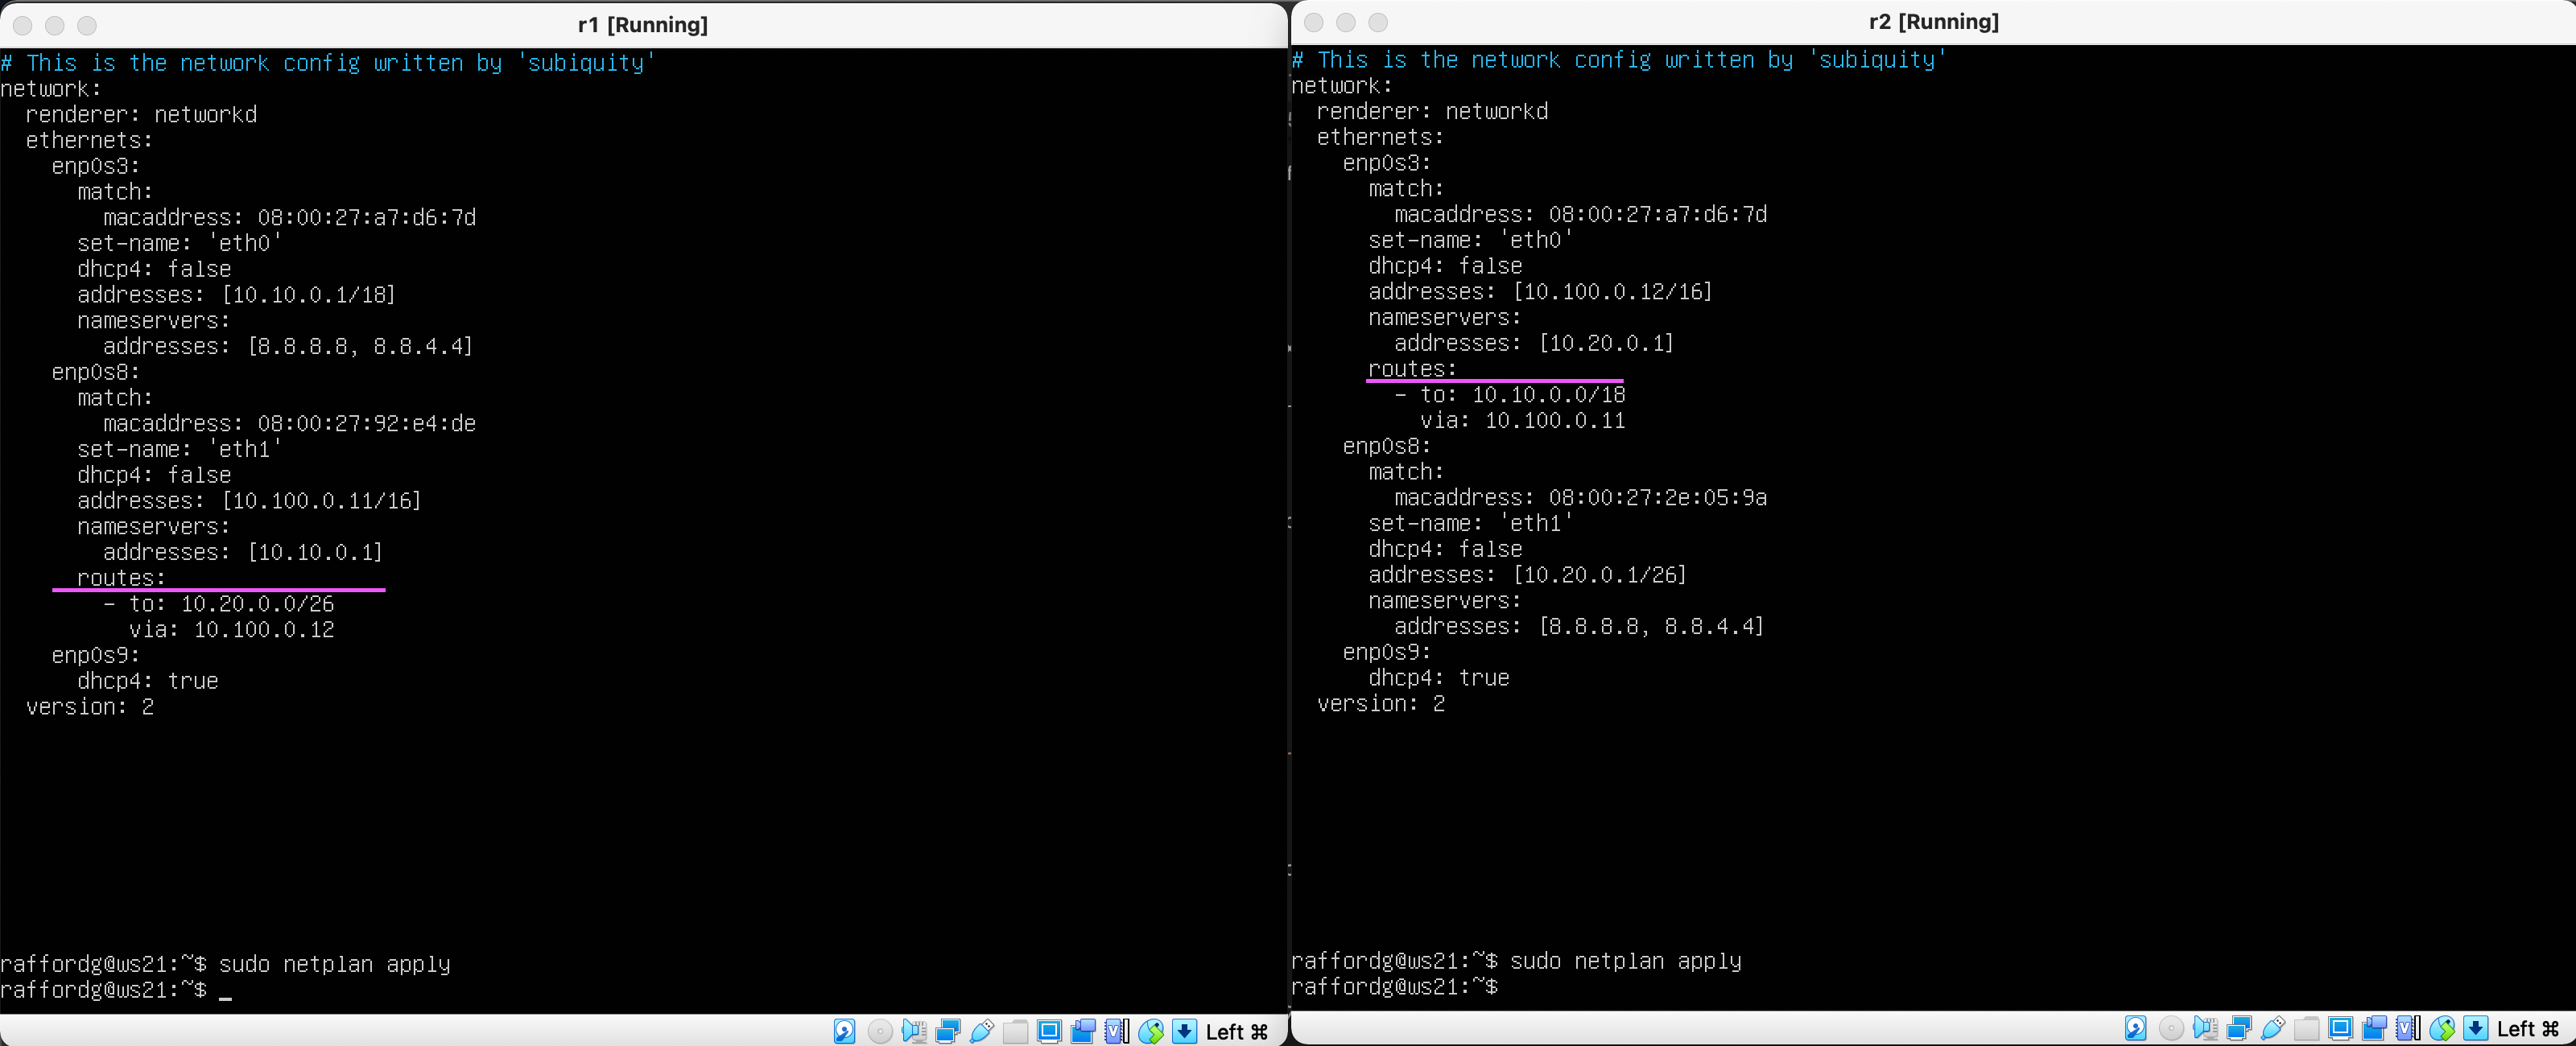 r1 [Running]
# This is the network config written by 'subiquity'
network:
  renderer: networkd
  ethernets:
    enp0s3:
      match:
        macaddress: 08:00:27:a7:d6:7d
      set-name: 'eth0'
      dhcp4: false
      addresses: [10.10.0.1/18]
      nameservers:
        addresses: [8.8.8.8, 8.8.4.4]
    enp0s8:
      match:
        macaddress: 08:00:27:92:e4:de
      set-name: 'eth1'
      dhcp4: false
      addresses: [10.100.0.11/16]
      nameservers:
        addresses: [10.10.0.1]
      routes:
        - to: 10.20.0.0/26
          via: 10.100.0.12
    enp0s9:
      dhcp4: true
  version: 2
raffordg@ws21:~$ sudo netplan apply
raffordg@ws21:~$ _
Left ⌘
r2 [Running]
# This is the network config written by 'subiquity'
network:
  renderer: networkd
  ethernets:
    enp0s3:
      match:
        macaddress: 08:00:27:a7:d6:7d
      set-name: 'eth0'
      dhcp4: false
      addresses: [10.100.0.12/16]
      nameservers:
        addresses: [10.20.0.1]
      routes:
        - to: 10.10.0.0/18
          via: 10.100.0.11
    enp0s8:
      match:
        macaddress: 08:00:27:2e:05:9a
      set-name: 'eth1'
      dhcp4: false
      addresses: [10.20.0.1/26]
      nameservers:
        addresses: [8.8.8.8, 8.8.4.4]
    enp0s9:
      dhcp4: true
  version: 2
raffordg@ws21:~$ sudo netplan apply
raffordg@ws21:~$
Left ⌘